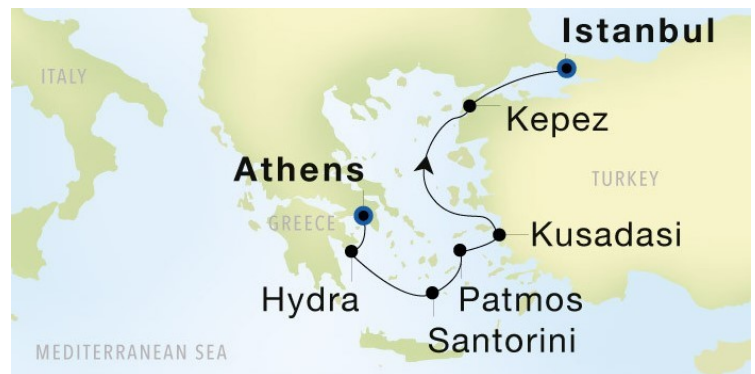 Istanbul
ITALY
Kepez
Athens
TURKEY
GREECE
Kusadasi
Hydra
Patmos
Santorini
MEDITERRANEAN SEA